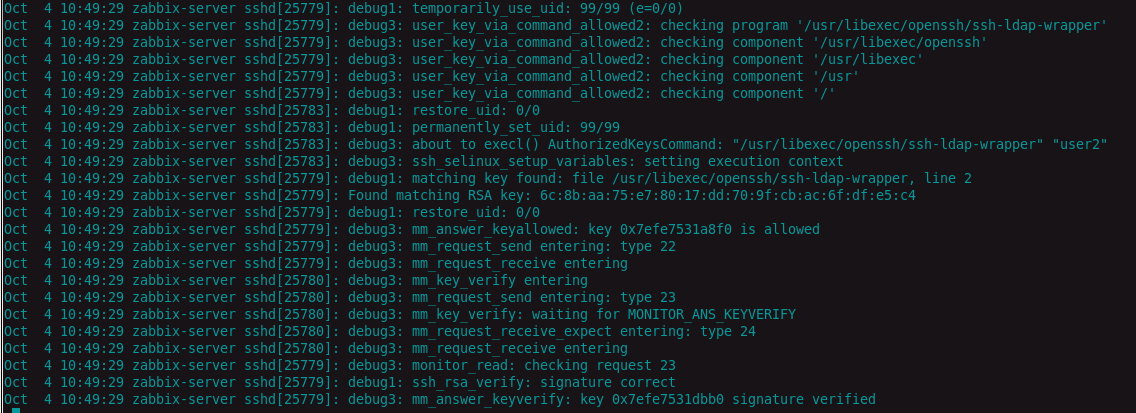 Oct  4 10:49:29 zabbix-server sshd[25779]: debug1: temporarily_use_uid: 99/99 (e=0/0)
Oct  4 10:49:29 zabbix-server sshd[25779]: debug3: user_key_via_command_allowed2: checking program '/usr/libexec/openssh/ssh-ldap-wrapper'
Oct  4 10:49:29 zabbix-server sshd[25779]: debug3: user_key_via_command_allowed2: checking component '/usr/libexec/openssh'
Oct  4 10:49:29 zabbix-server sshd[25779]: debug3: user_key_via_command_allowed2: checking component '/usr/libexec'
Oct  4 10:49:29 zabbix-server sshd[25779]: debug3: user_key_via_command_allowed2: checking component '/usr'
Oct  4 10:49:29 zabbix-server sshd[25779]: debug3: user_key_via_command_allowed2: checking component '/'
Oct  4 10:49:29 zabbix-server sshd[25783]: debug1: restore_uid: 0/0
Oct  4 10:49:29 zabbix-server sshd[25783]: debug1: permanently_set_uid: 99/99
Oct  4 10:49:29 zabbix-server sshd[25783]: debug3: about to execl() AuthorizedKeysCommand: "/usr/libexec/openssh/ssh-ldap-wrapper" "user2"
Oct  4 10:49:29 zabbix-server sshd[25783]: debug3: ssh_selinux_setup_variables: setting execution context
Oct  4 10:49:29 zabbix-server sshd[25779]: debug1: matching key found: file /usr/libexec/openssh/ssh-ldap-wrapper, line 2
Oct  4 10:49:29 zabbix-server sshd[25779]: Found matching RSA key: 6c:8b:aa:75:e7:80:17:dd:70:9f:cb:ac:6f:df:e5:c4
Oct  4 10:49:29 zabbix-server sshd[25779]: debug1: restore_uid: 0/0
Oct  4 10:49:29 zabbix-server sshd[25779]: debug3: mm_answer_keyallowed: key 0x7efe7531a8f0 is allowed
Oct  4 10:49:29 zabbix-server sshd[25779]: debug3: mm_request_send entering: type 22
Oct  4 10:49:29 zabbix-server sshd[25779]: debug3: mm_request_receive entering
Oct  4 10:49:29 zabbix-server sshd[25780]: debug3: mm_key_verify entering
Oct  4 10:49:29 zabbix-server sshd[25780]: debug3: mm_request_send entering: type 23
Oct  4 10:49:29 zabbix-server sshd[25780]: debug3: mm_key_verify: waiting for MONITOR_ANS_KEYVERIFY
Oct  4 10:49:29 zabbix-server sshd[25780]: debug3: mm_request_receive_expect entering: type 24
Oct  4 10:49:29 zabbix-server sshd[25780]: debug3: mm_request_receive entering
Oct  4 10:49:29 zabbix-server sshd[25779]: debug3: monitor_read: checking request 23
Oct  4 10:49:29 zabbix-server sshd[25779]: debug1: ssh_rsa_verify: signature correct
Oct  4 10:49:29 zabbix-server sshd[25779]: debug3: mm_answer_keyverify: key 0x7efe7531dbb0 signature verified